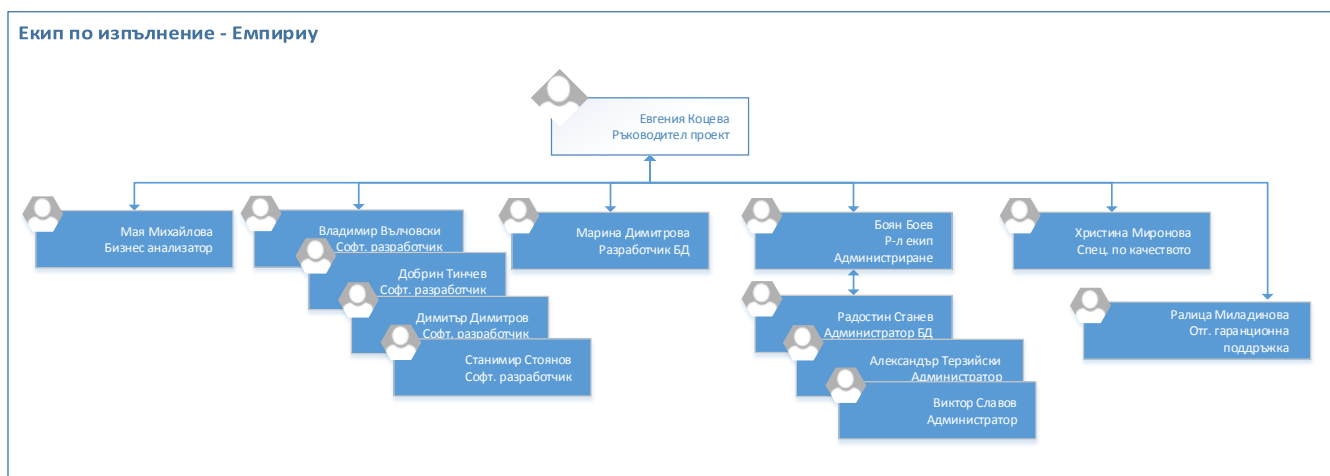 Екип по изпълнение - Емпириу
Евгения Коцева
Ръководител проект
Мая Михайлова
Бизнес анализатор
Владимир Вълчовски
Софт. разработчик
Добрин Тинчев
Софт. разработчик
Димитър Димитров
Софт. разработчик
Станимир Стоянов
Софт. разработчик
Марина Димитрова
Разработчик БД
Боян Боев
Р-л екип
Администриране
Радостин Станев
Администратор БД
Александър Терзийски
Администратор
Виктор Славов
Администратор
Христина Миронова
Спец. по качеството
Ралица Миладинова
Отг. гаранционна
поддръжка